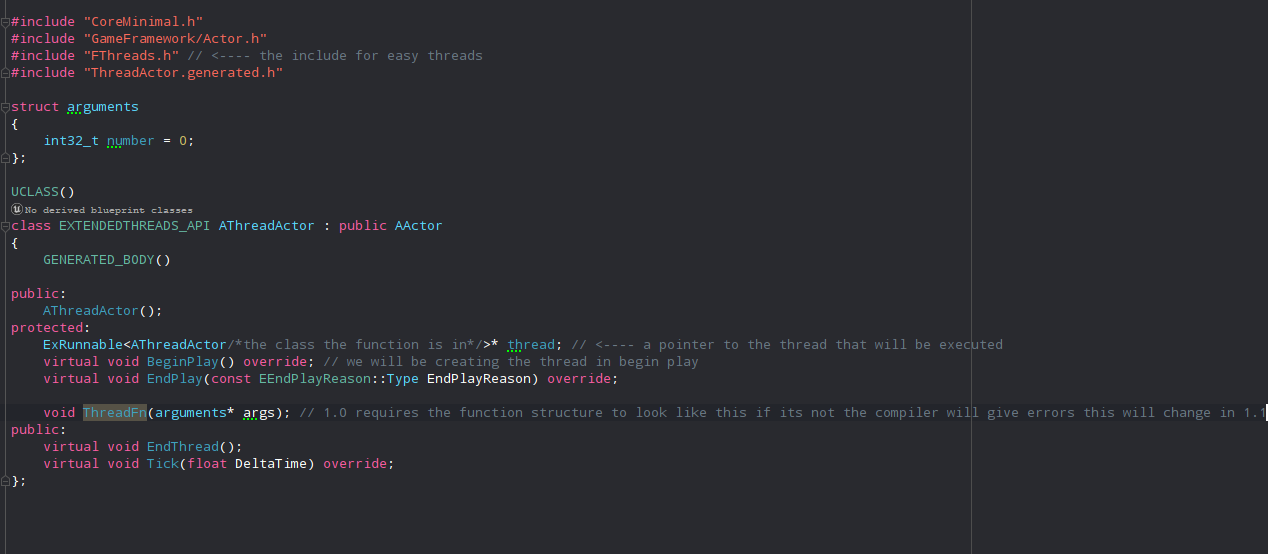 #include "CoreMinimal.h"
#include "GameFramework/Actor.h"
#include "FThreads.h" // <---- the include for easy threads
#include "ThreadActor.generated.h"
struct arguments
{
int32_t number = 0;
};
UCLASS()
No derived blueprint classes
class EXTENDEDTHREADS_API AThreadActor : public AActor
{
GENERATED_BODY()
public:
AThreadActor();
protected:
ExRunnable<AThreadActor/*the class the function is in*/>* thread; // <---- a pointer to the thread that will be executed
virtual void BeginPlay() override; // we will be creating the thread in begin play
virtual void EndPlay(const EEndPlayReason::Type EndPlayReason) override;
void ThreadFn(arguments* args); // 1.0 requires the function structure to look like this if its not the compiler will give errors this will change in 1.1
public:
virtual void EndThread();
virtual void Tick(float DeltaTime) override;
};